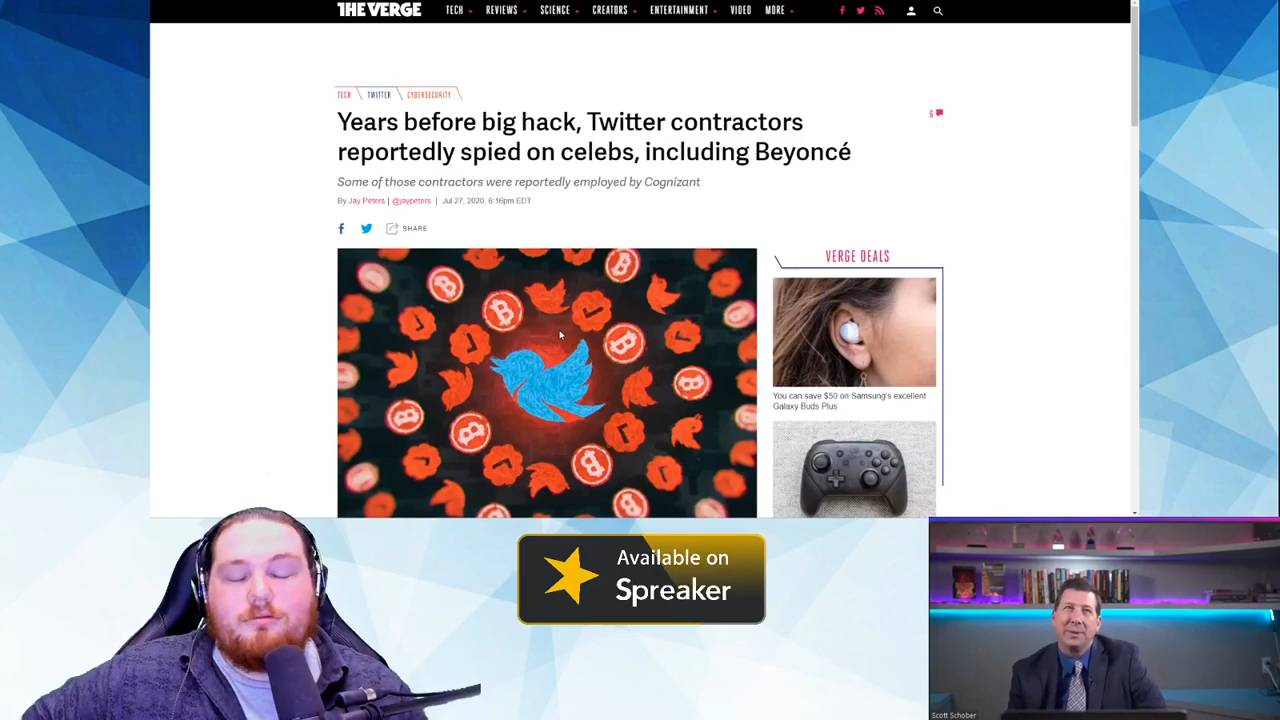 THE VERGE
TECH REVIEWS SCIENCE CREATORS ENTERTAINMENT VIDEO MORE
TECH TWITTER CYBERSECURITY
Years before big hack, Twitter contractors
reportedly spied on celebs, including Beyoncé
6
Some of those contractors were reportedly employed by Cognizant
By Jay Peters | @jaypeters | Jul 27, 2020, 6:16pm EDT
SHARE
VERGE DEALS
You can save $50 on Samsung's excellent
Galaxy Buds Plus
Available on
Spreaker
Scott Schober